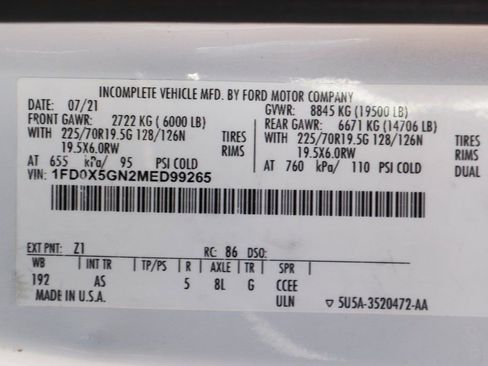 INCOMPLETE VEHICLE MFD. BY FORD MOTOR COMPANY
DATE: 07/21 GVWR: 8845 KG (19500 LB)
FRONT GAWR: 2722 KG ( 6000 LB) REAR GAWR: 6671 KG (14706 LB)
WITH 225/70R19.5G 128/126N TIRES WITH 225/70R19.5G 128/126N TIRES
19.5X6.0RW RIMS 19.5X6.0RW RIMS
AT 655 kPa/ 95 PSI COLD AT 760 kPa/ 110 PSI COLD DUAL
VIN: 1FD0X5GN2MED99265
EXT PNT: Z1 RC: 86 DSO:
WB INT TR TP/PS R AXLE TR SPR
192 AS 5 8L G CCEE
MADE IN U.S.A. ULN ▽ 5U5A-3520472-AA